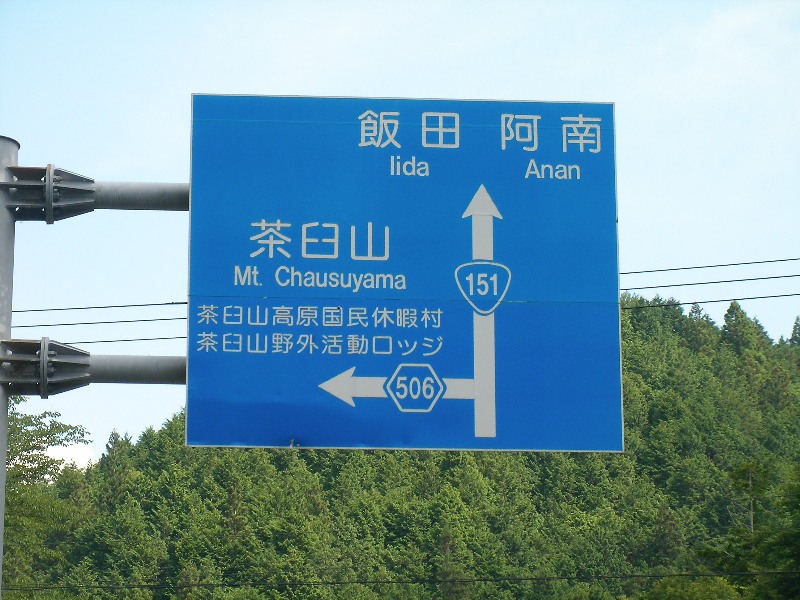 飯田 阿南
Iida Anan
茶臼山
Mt. Chausuyama
151
茶臼山高原国民休暇村
茶臼山野外活動ロッジ
506